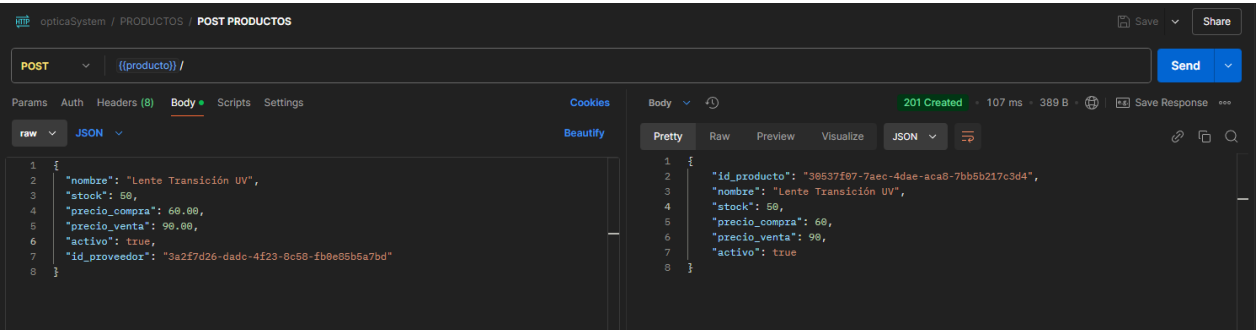 HTTP opticaSystem / PRODUCTOS / POST PRODUCTOS Save Share
POST {{producto}} / Send
Params Auth Headers (8) Body Scripts Settings Cookies
raw JSON Beautify
1 {
2 "nombre": "Lente Transición UV",
3 "stock": 50,
4 "precio_compra": 60.00,
5 "precio_venta": 90.00,
6 "activo": true,
7 "id_proveedor": "3a2f7d26-dadc-4f23-8c58-fb0e85b5a7bd"
8 }
Body 201 Created 107 ms 389 B e.g. Save Response
Pretty Raw Preview Visualize JSON
1 {
2 "id_producto": "30537f07-7aec-4dae-aca8-7bb5b217c3d4",
3 "nombre": "Lente Transición UV",
4 "stock": 50,
5 "precio_compra": 60,
6 "precio_venta": 90,
7 "activo": true
8 }